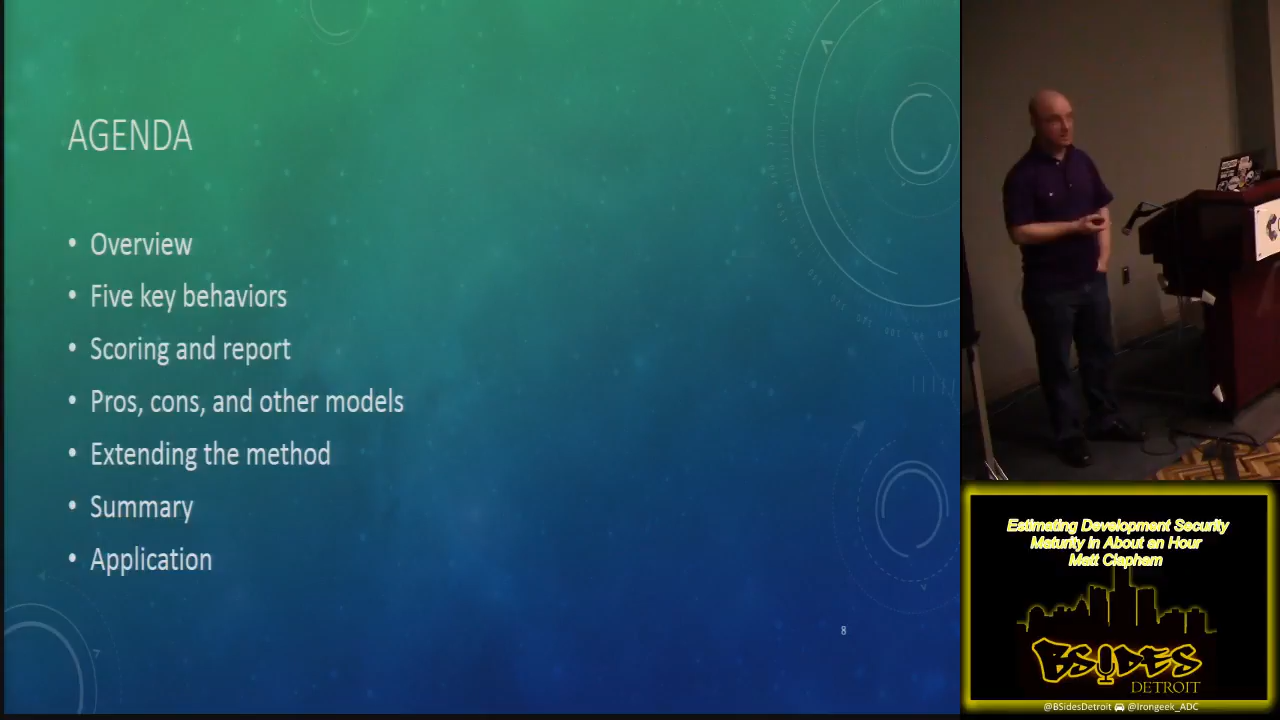 AGENDA
• Overview
• Five key behaviors
• Scoring and report
• Pros, cons, and other models
• Extending the method
• Summary
• Application
8
Estimating Development Security
Maturity in About an Hour
Matt Clapham
BSIDES
DETROIT
@BSidesDetroit @Irongeek_ADC